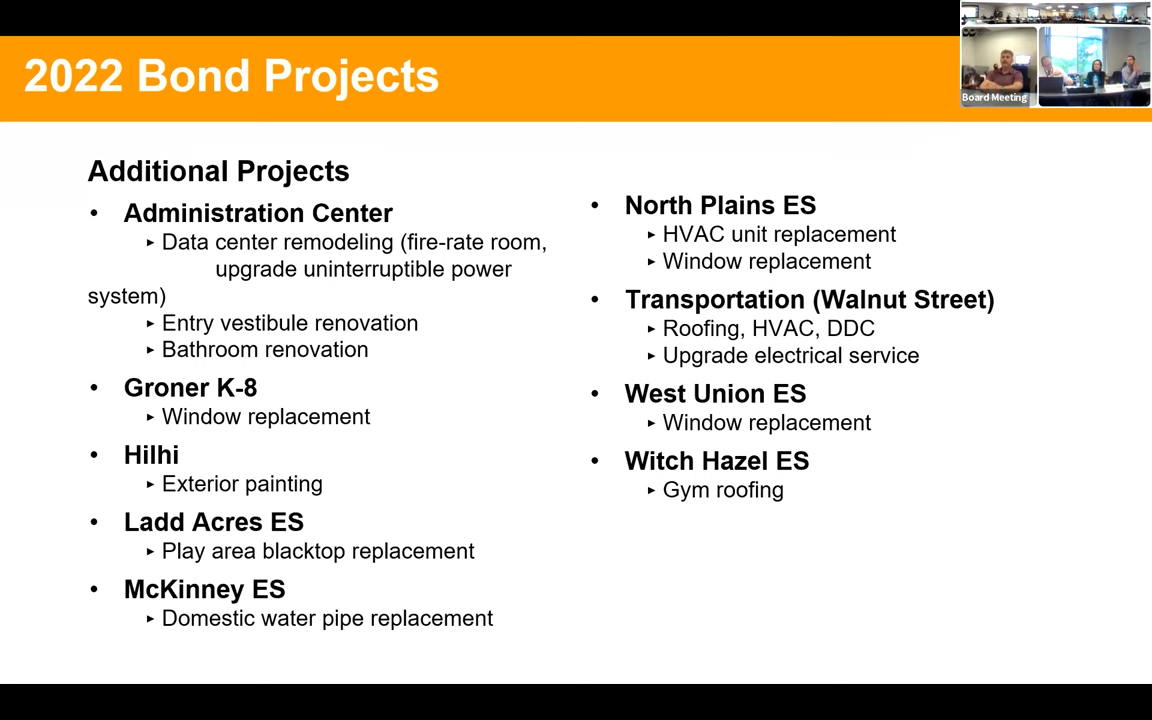 2022 Bond Projects
Board Meeting
Additional Projects
• Administration Center
▸ Data center remodeling (fire-rate room,
upgrade uninterruptible power
system)
▸ Entry vestibule renovation
▸ Bathroom renovation
• Groner K-8
▸ Window replacement
• Hilhi
▸ Exterior painting
• Ladd Acres ES
▸ Play area blacktop replacement
• McKinney ES
▸ Domestic water pipe replacement
• North Plains ES
▸ HVAC unit replacement
▸ Window replacement
• Transportation (Walnut Street)
▸ Roofing, HVAC, DDC
▸ Upgrade electrical service
• West Union ES
▸ Window replacement
• Witch Hazel ES
▸ Gym roofing